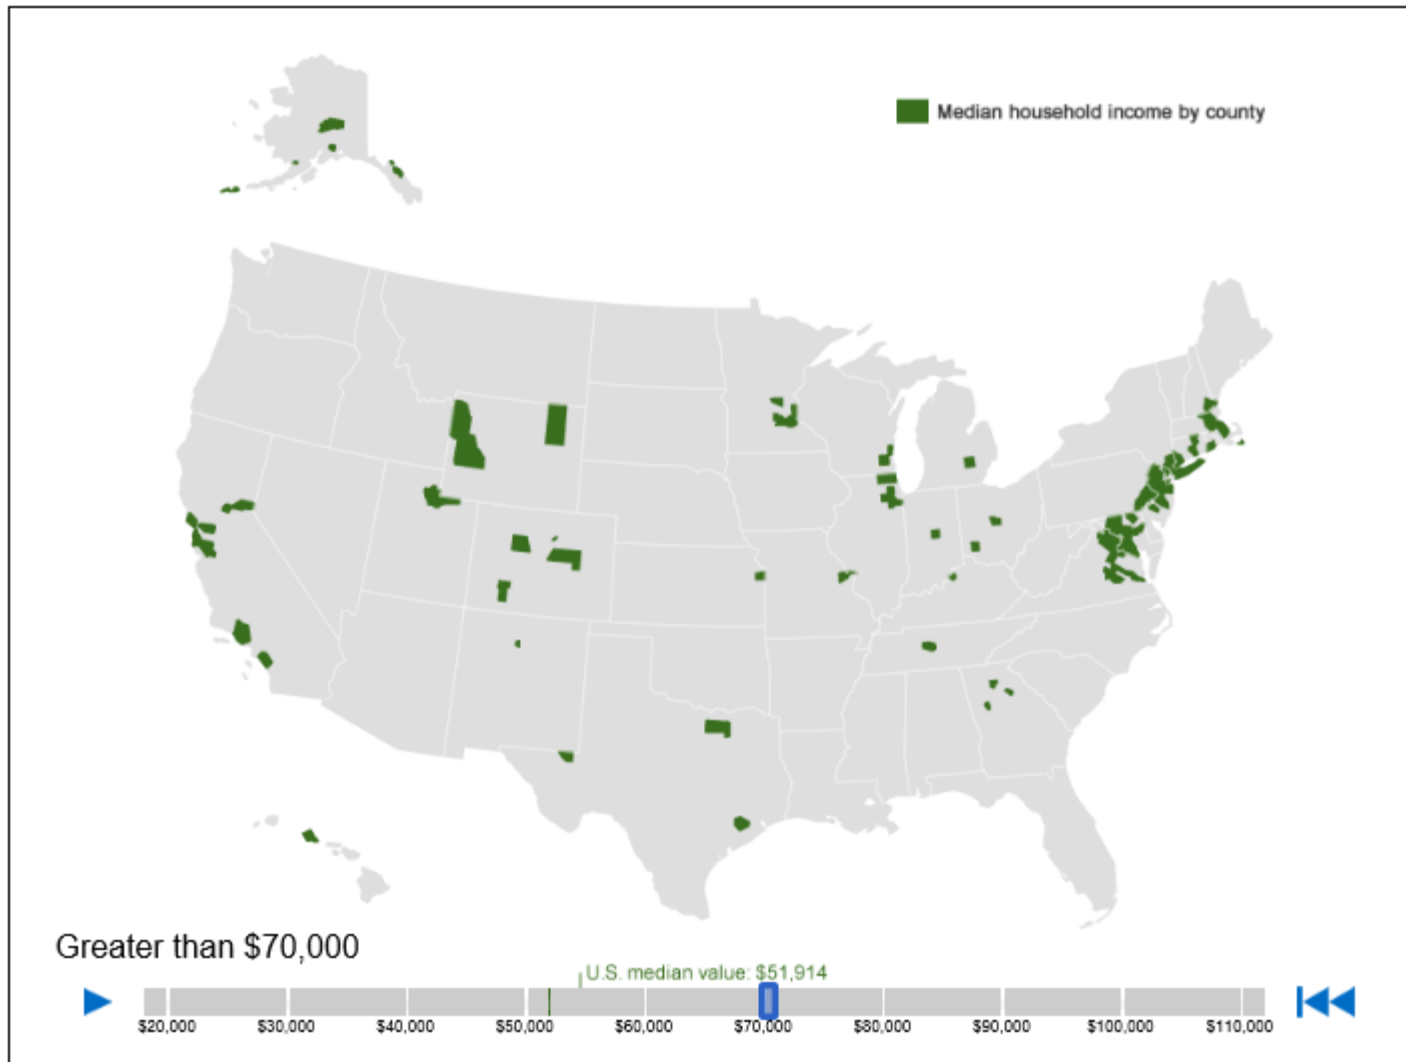 Median household income by county
Greater than $70,000
U.S. median value: $51,914
$20,000 $30,000 $40,000 $50,000 $60,000 $70,000 $80,000 $90,000 $100,000 $110,000